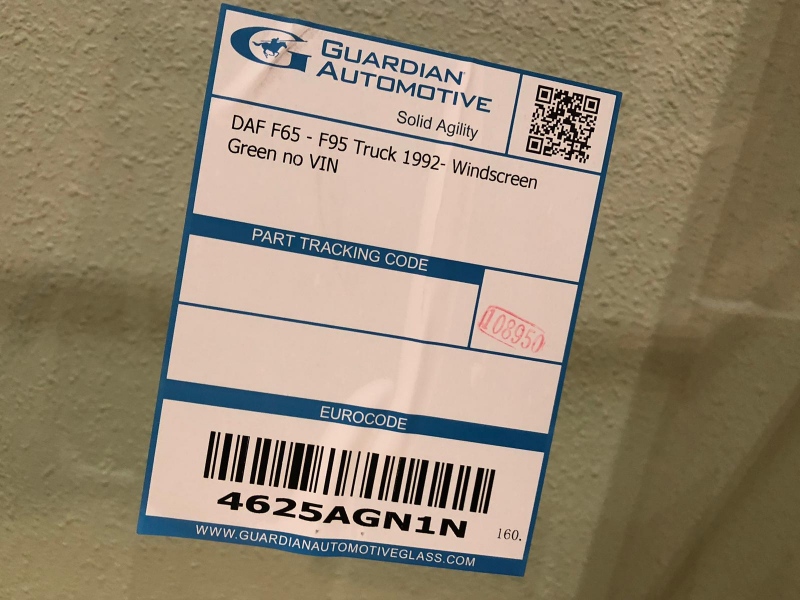 GUARDIAN
AUTOMOTIVE
Solid Agility
DAF F65 - F95 Truck 1992- Windscreen
Green no VIN
PART TRACKING CODE
108950
EUROCODE
4625AGN1N
160.
WWW.GUARDIANAUTOMOTIVEGLASS.COM